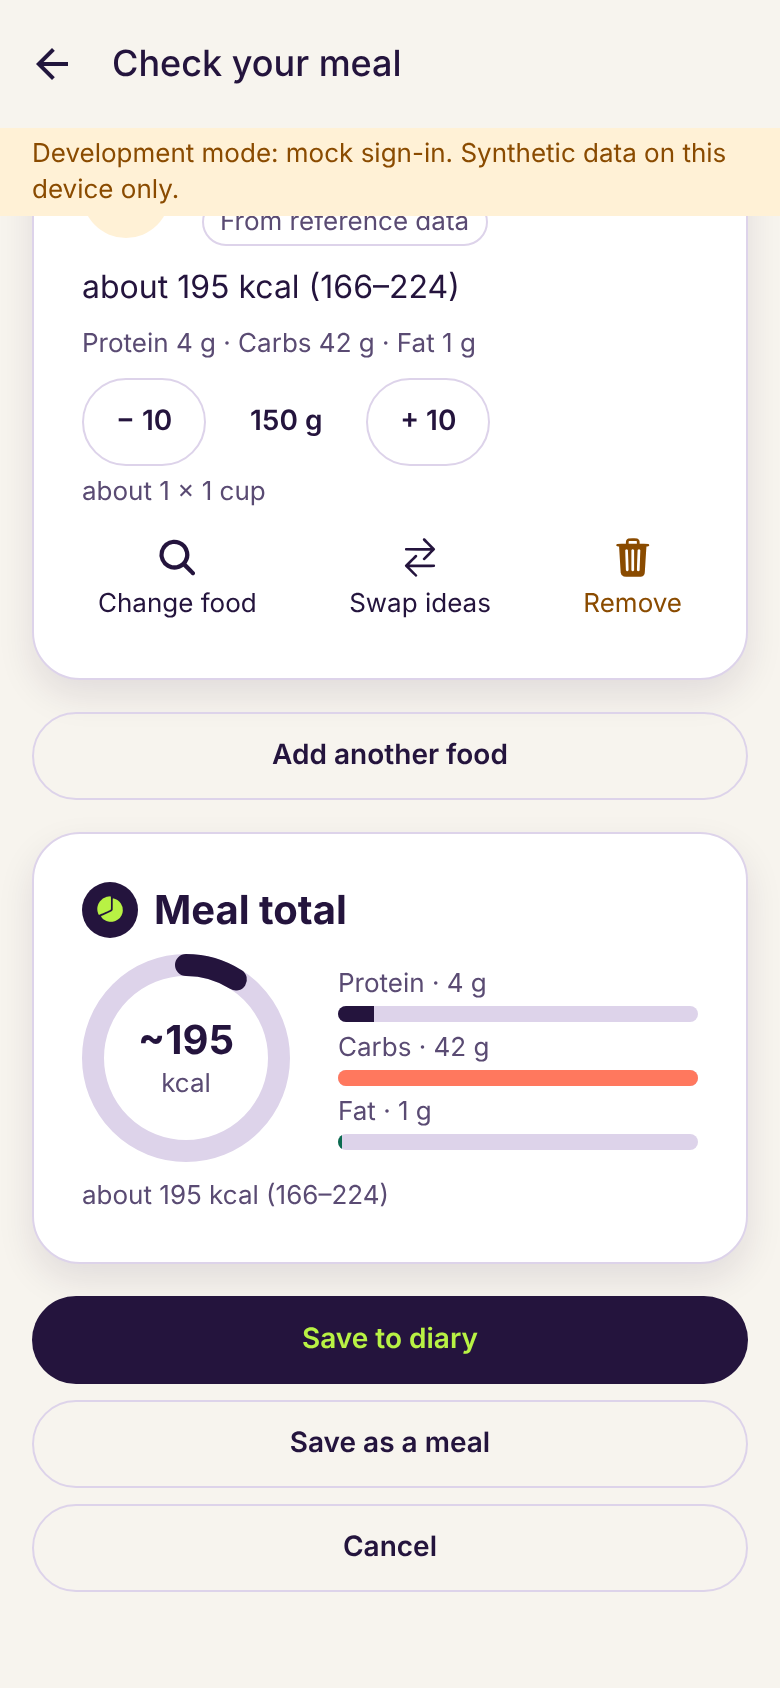 Check your meal
Development mode: mock sign-in. Synthetic data on this
device only.
From reference data
about 195 kcal (166–224)
Protein 4 g · Carbs 42 g · Fat 1 g
− 10
150 g
+ 10
about 1 × 1 cup
Change food
Swap ideas
Remove
Add another food
Meal total
~195
kcal
Protein · 4 g
Carbs · 42 g
Fat · 1 g
about 195 kcal (166–224)
Save to diary
Save as a meal
Cancel